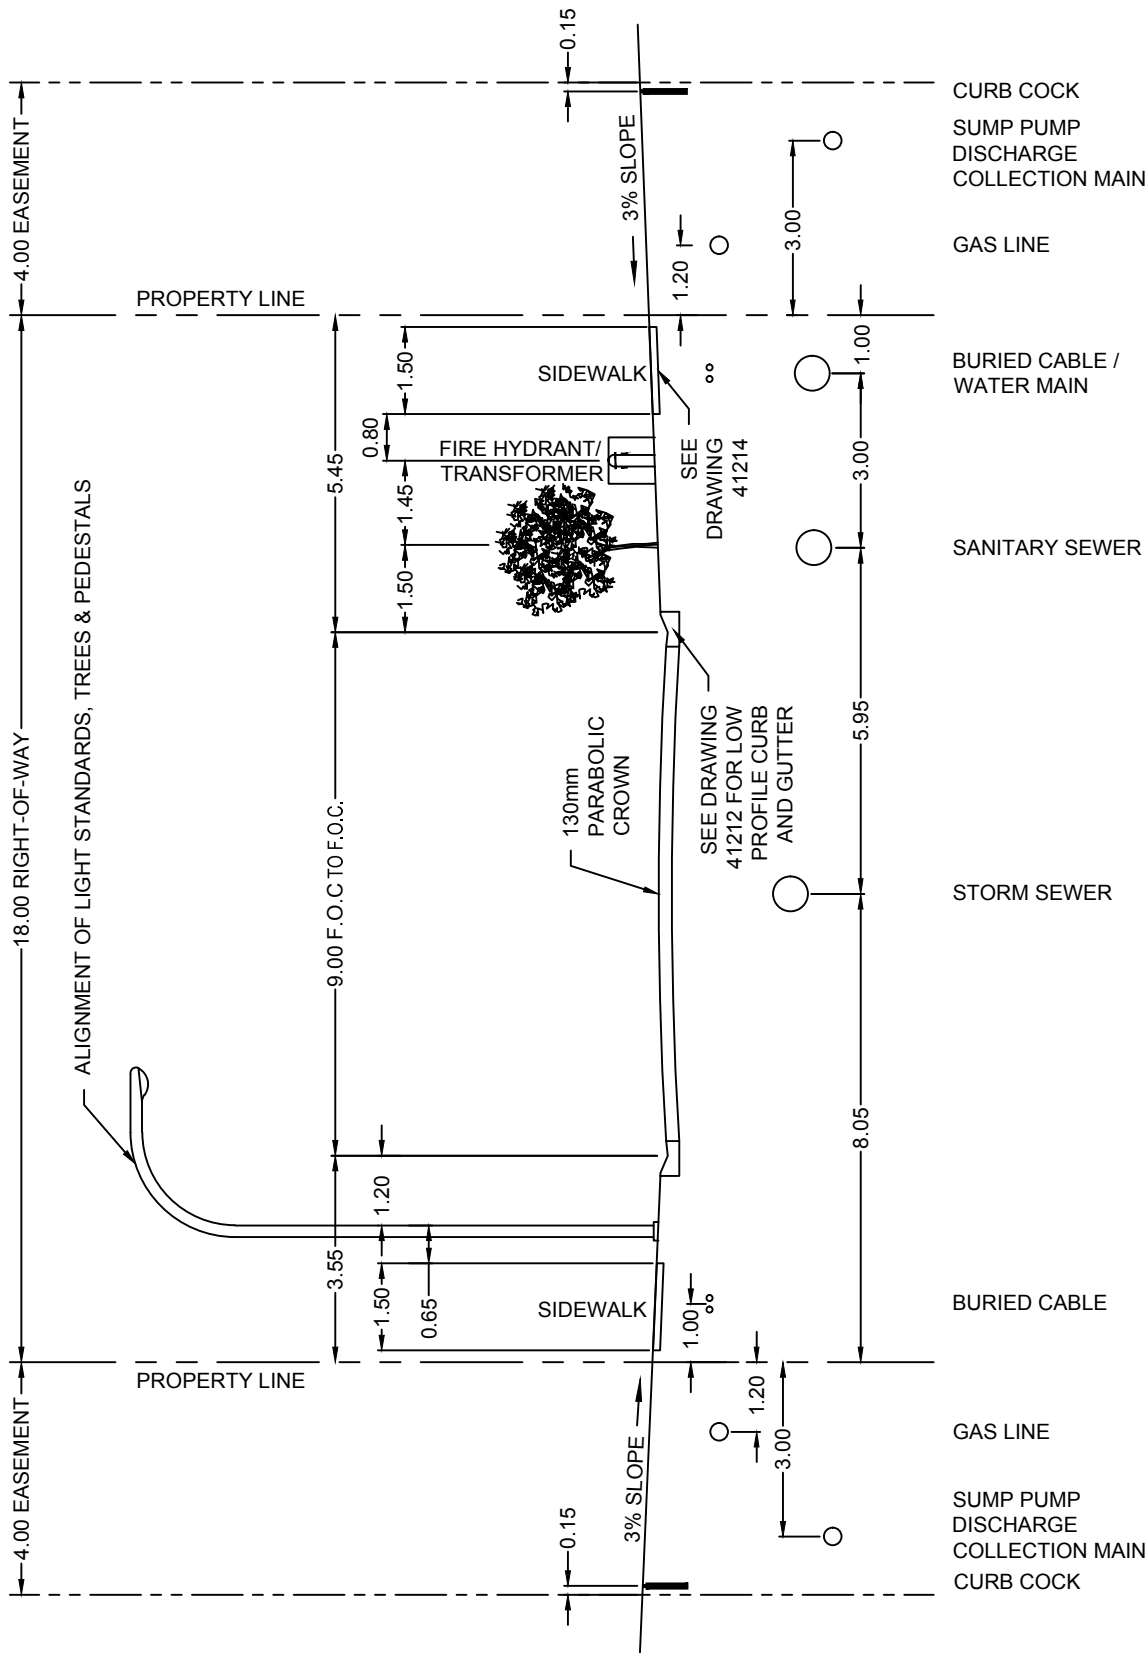 0.15
CURB COCK
SUMP PUMP
DISCHARGE
COLLECTION MAIN
4.00 EASEMENT
3% SLOPE
3.00
1.20
GAS LINE
PROPERTY LINE
1.00
1.50
SIDEWALK
BURIED CABLE /
WATER MAIN
0.80
FIRE HYDRANT/
TRANSFORMER
SEE
DRAWING
41214
5.45
1.45
3.00
1.50
SANITARY SEWER
ALIGNMENT OF LIGHT STANDARDS, TREES & PEDESTALS
18.00 RIGHT-OF-WAY
9.00 F.O.C TO F.O.C.
130mm
PARABOLIC
CROWN
SEE DRAWING
41212 FOR LOW
PROFILE CURB
AND GUTTER
5.95
STORM SEWER
8.05
1.20
3.55
1.50
0.65
SIDEWALK
1.00
BURIED CABLE
PROPERTY LINE
1.20
4.00 EASEMENT
3% SLOPE
3.00
GAS LINE
0.15
SUMP PUMP
DISCHARGE
COLLECTION MAIN
CURB COCK